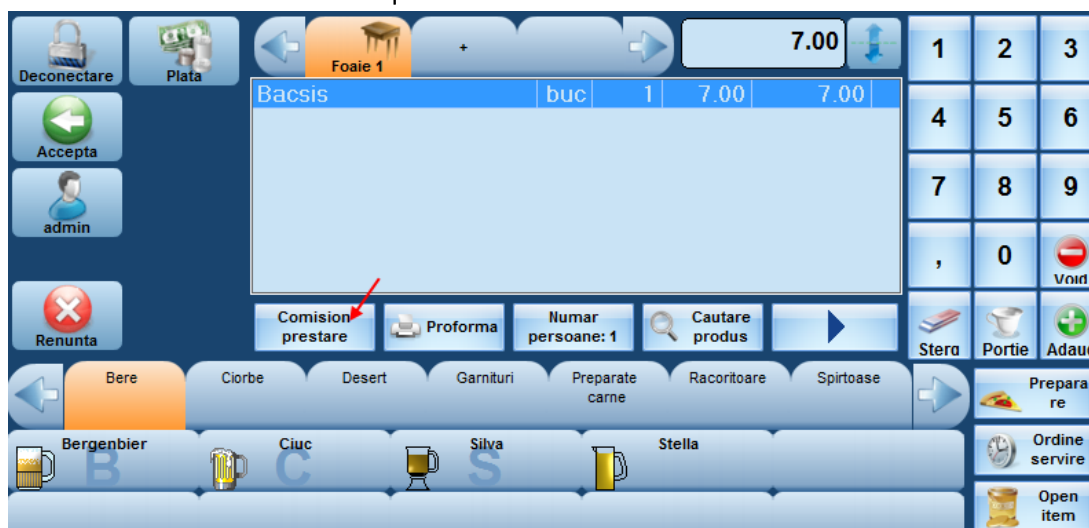 Deconectare
Plata
Foaie 1
+
7.00
1 2 3
Bacsis buc 1 7.00 7.00
Accepta
4 5 6
admin
7 8 9
, 0 Void
Renunta
Comision
prestare
Proforma
Numar
persoane: 1
Cautare
produs
Sterg
Portie
Adaug
Bere
Ciorbe
Desert
Garnituri
Preparate
carne
Racoritoare
Spirtoase
Prepara
re
Bergenbier
B
Ciuc
C
Silva
S
Stella
Ordine
servire
Open
item